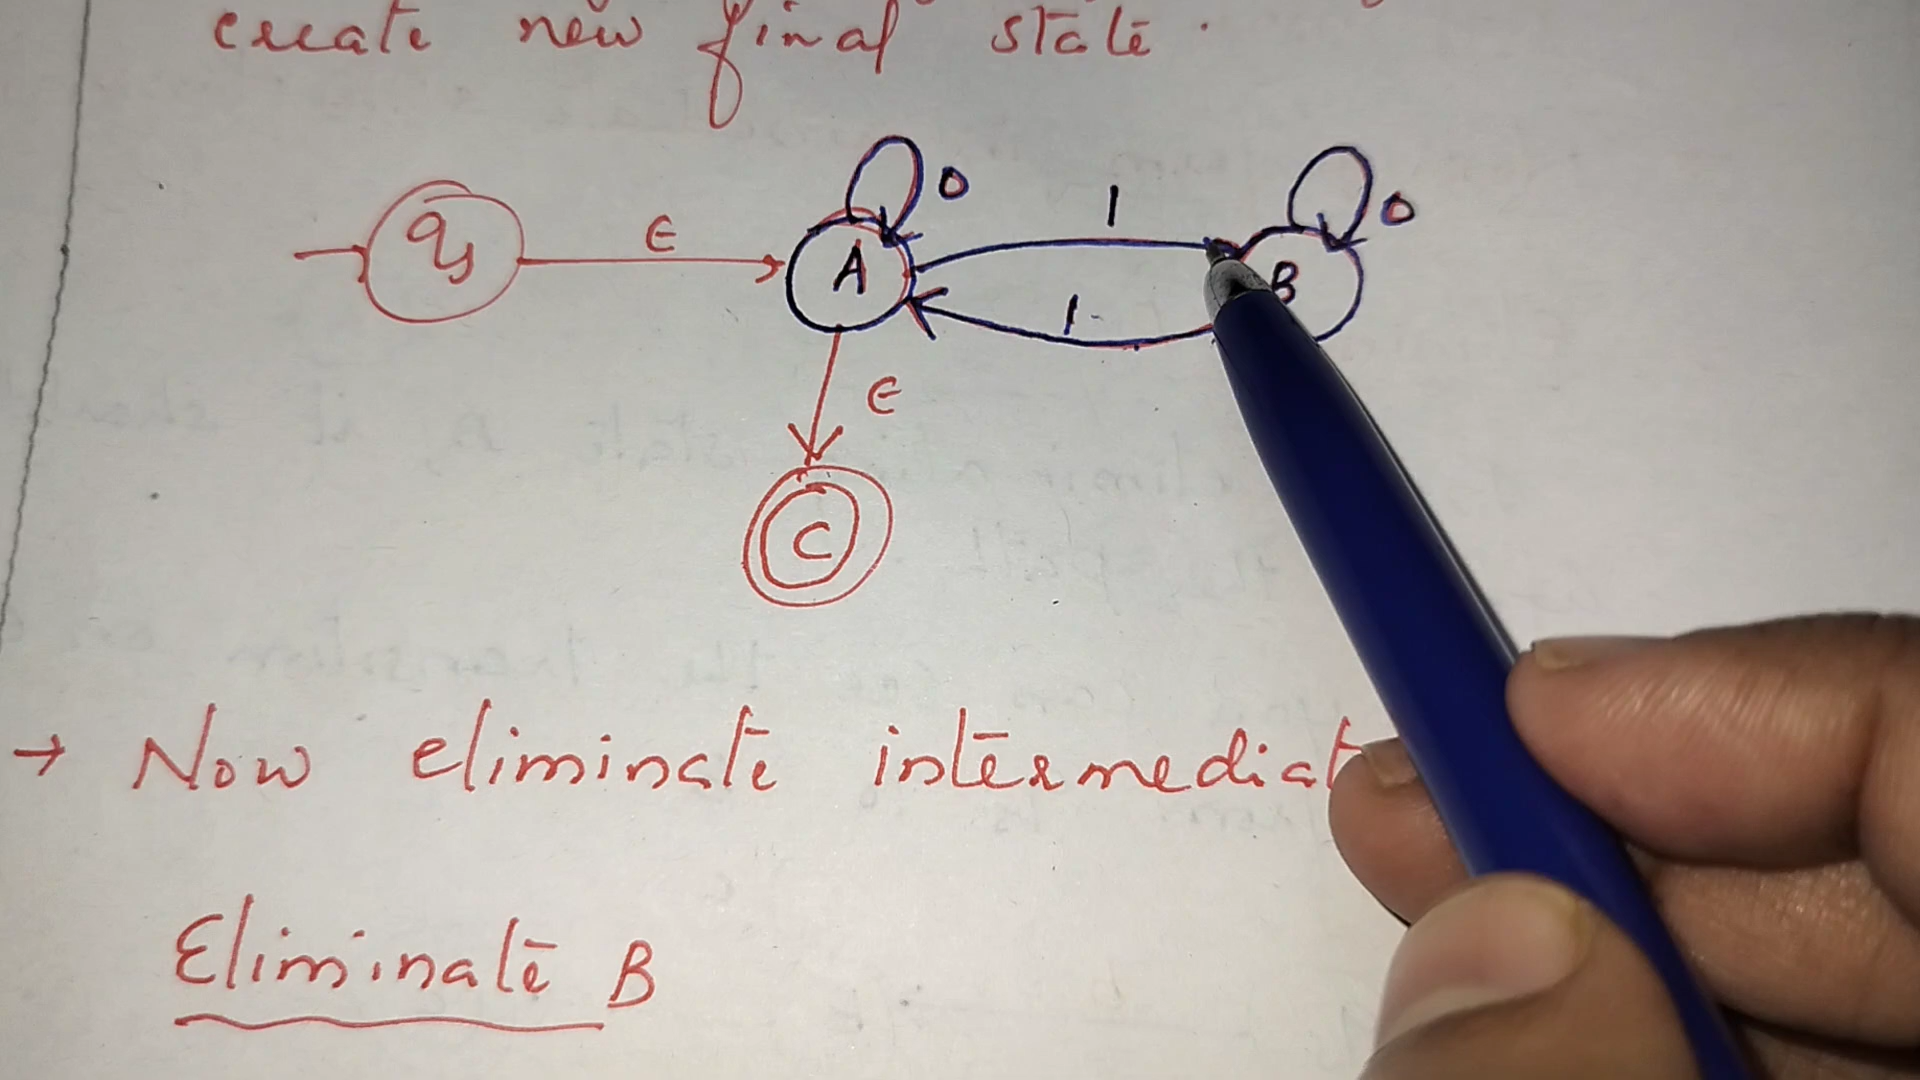 create new final state.
0 0
1
qs ϵ A B
1
ϵ
C
→ Now eliminate intermediat
Eliminate B